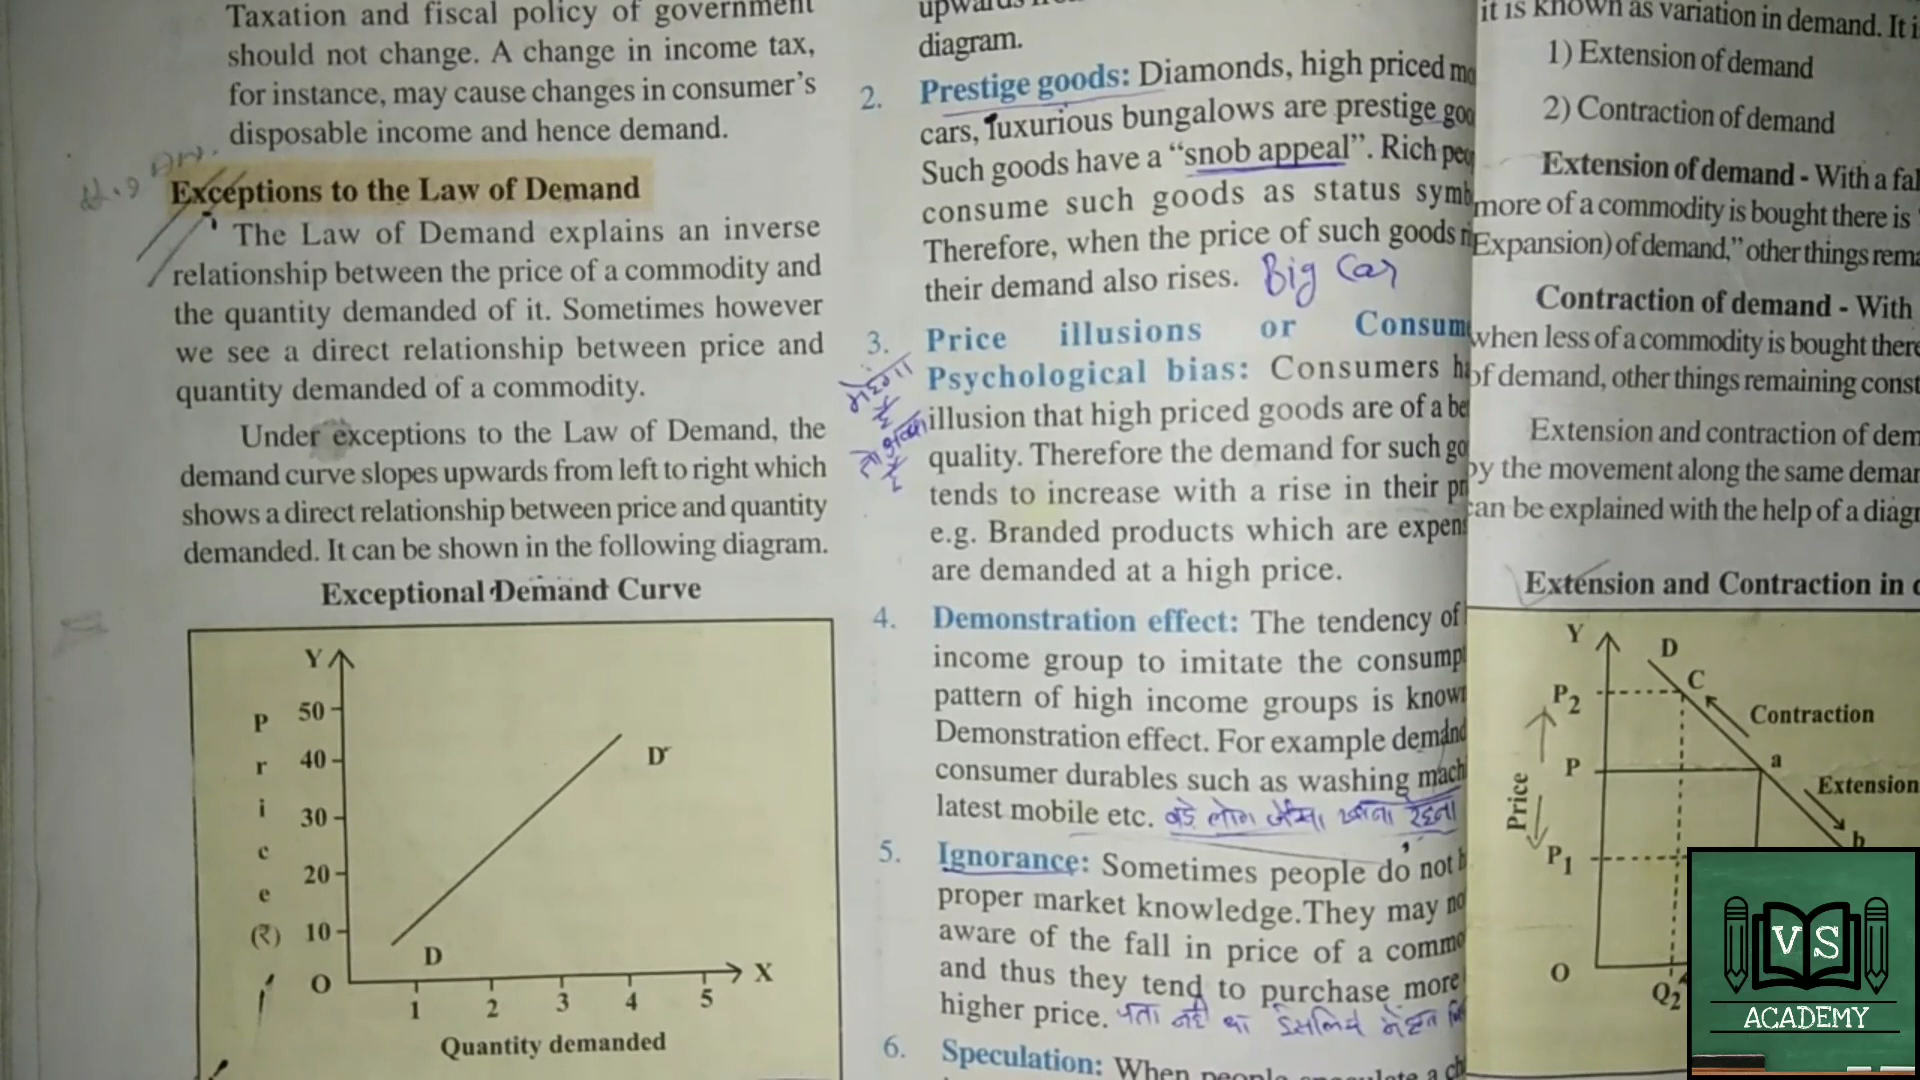 Taxation and fiscal policy of government
should not change. A change in income tax,
for instance, may cause changes in consumer's
disposable income and hence demand.
Exceptions to the Law of Demand
The Law of Demand explains an inverse
relationship between the price of a commodity and
the quantity demanded of it. Sometimes however
we see a direct relationship between price and
quantity demanded of a commodity.
Under exceptions to the Law of Demand, the
demand curve slopes upwards from left to right which
shows a direct relationship between price and quantity
demanded. It can be shown in the following diagram.
Exceptional Demand Curve
Y
Price (₹)
50
40
30
20
10
O
D
D
1 2 3 4 5 X
Quantity demanded
upwards
diagram.
2. Prestige goods: Diamonds, high priced
cars, luxurious bungalows are prestige
Such goods have a “snob appeal”. Rich
consume such goods as status
Therefore, when the price of such goods
their demand also rises. Big Car
3. Price illusions or
Psychological bias: Consumers
illusion that high priced goods are of a
quality. Therefore the demand for such
tends to increase with a rise in their
e.g. Branded products which are
are demanded at a high price.
4. Demonstration effect: The tendency of
income group to imitate the
pattern of high income groups is
Demonstration effect. For example demand
consumer durables such as washing
latest mobile etc. बड़े लोग जैसा
5. Ignorance: Sometimes people do not
proper market knowledge.They may
aware of the fall in price of a
and thus they tend to purchase more
higher price. पता नही था इसलिये
6. Speculation: When people speculate a
it is known as variation in demand. It
1) Extension of demand
2) Contraction of demand
Extension of demand - With a
more of a commodity is bought there is
Expansion) of demand,” other things
Contraction of demand - With
when less of a commodity is bought
of demand, other things remaining
Extension and contraction of
by the movement along the same
can be explained with the help of a
Extension and Contraction in
Y
D
C
P2
Contraction
P
a
Extension
Price
b
P1
O
Q2
VS
ACADEMY